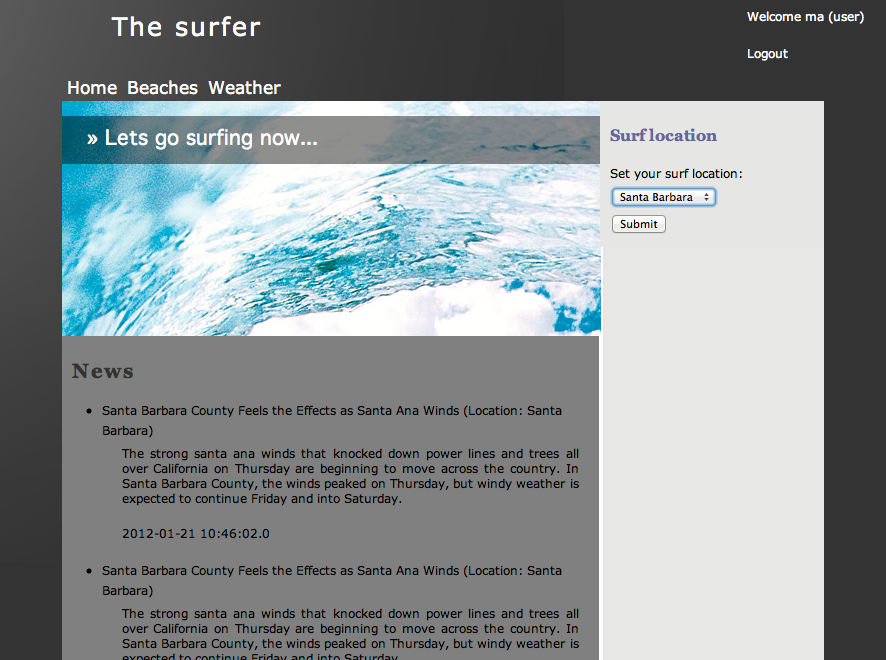 The surfer
Welcome ma (user)
Logout
Home Beaches Weather
» Lets go surfing now...
Surf location
Set your surf location:
Santa Barbara
Submit
News
• Santa Barbara County Feels the Effects as Santa Ana Winds (Location: Santa
Barbara)
The strong santa ana winds that knocked down power lines and trees all
over California on Thursday are beginning to move across the country. In
Santa Barbara County, the winds peaked on Thursday, but windy weather is
expected to continue Friday and into Saturday.
2012-01-21 10:46:02.0
• Santa Barbara County Feels the Effects as Santa Ana Winds (Location: Santa
Barbara)
The strong santa ana winds that knocked down power lines and trees all
over California on Thursday are beginning to move across the country. In
Santa Barbara County, the winds peaked on Thursday, but windy weather is
expected to continue Friday and into Saturday.